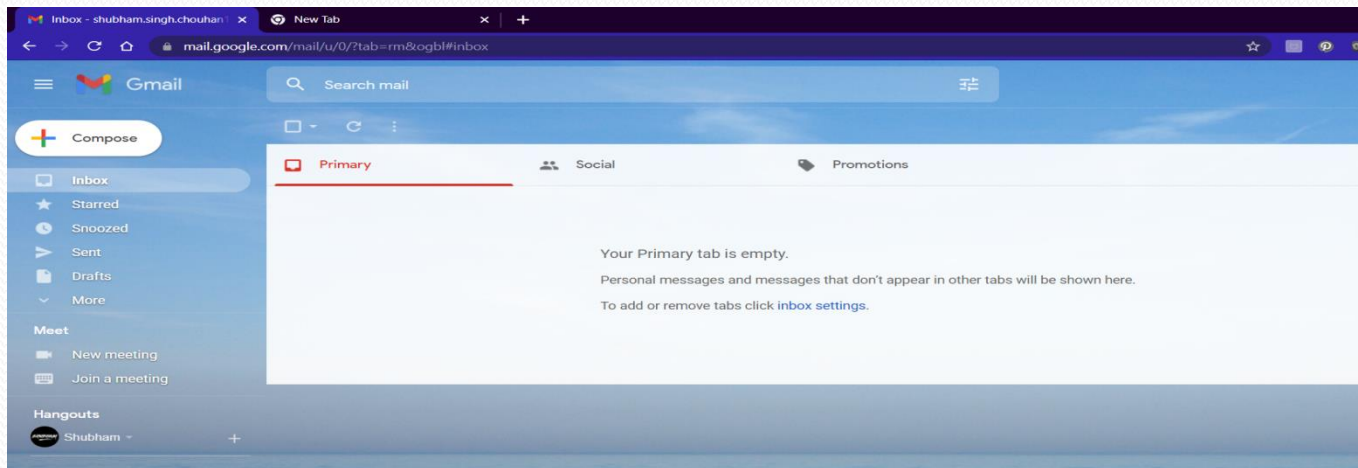 Inbox - shubham.singh.chouhan1
New Tab
mail.google.com/mail/u/0/?tab=rm&ogbl#inbox
Gmail
Search mail
Compose
Primary
Social
Promotions
Inbox
Starred
Snoozed
Sent
Your Primary tab is empty.
Drafts
Personal messages and messages that don't appear in other tabs will be shown here.
More
To add or remove tabs click inbox settings.
Meet
New meeting
Join a meeting
Hangouts
Shubham